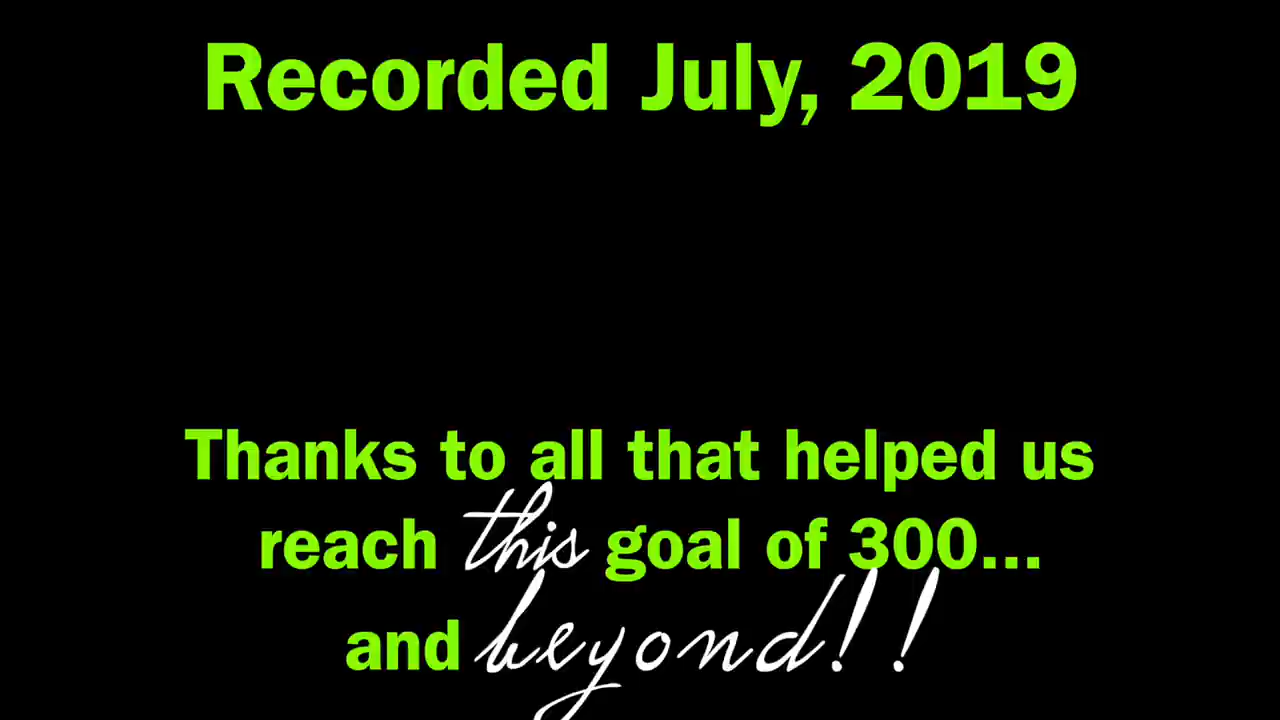 Recorded July, 2019
Thanks to all that helped us
reach this goal of 300...
and beyond!!